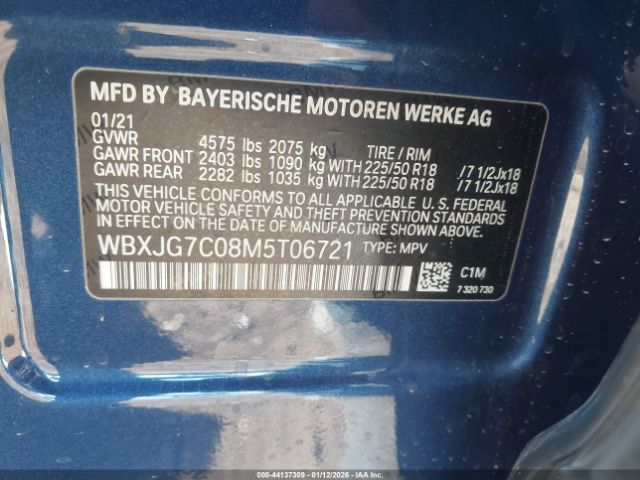 MFD BY BAYERISCHE MOTOREN WERKE AG
01/21
GVWR 4575 lbs 2075 kg TIRE / RIM
GAWR FRONT 2403 lbs 1090 kg WITH 225/50 R18 /7 1/2Jx18
GAWR REAR 2282 lbs 1035 kg WITH 225/50 R18 /7 1/2Jx18
THIS VEHICLE CONFORMS TO ALL APPLICABLE U. S. FEDERAL
MOTOR VEHICLE SAFETY, BUMPER, AND THEFT PREVENTION
STANDARDS IN EFFECT ON THE DATE OF MANUFACTURE SHOWN ABOVE.
WBXJG7C08M5T06721 TYPE: MPV
C1M
7 320 730
000-44137309 - 01/12/2026 - IAAI.COM